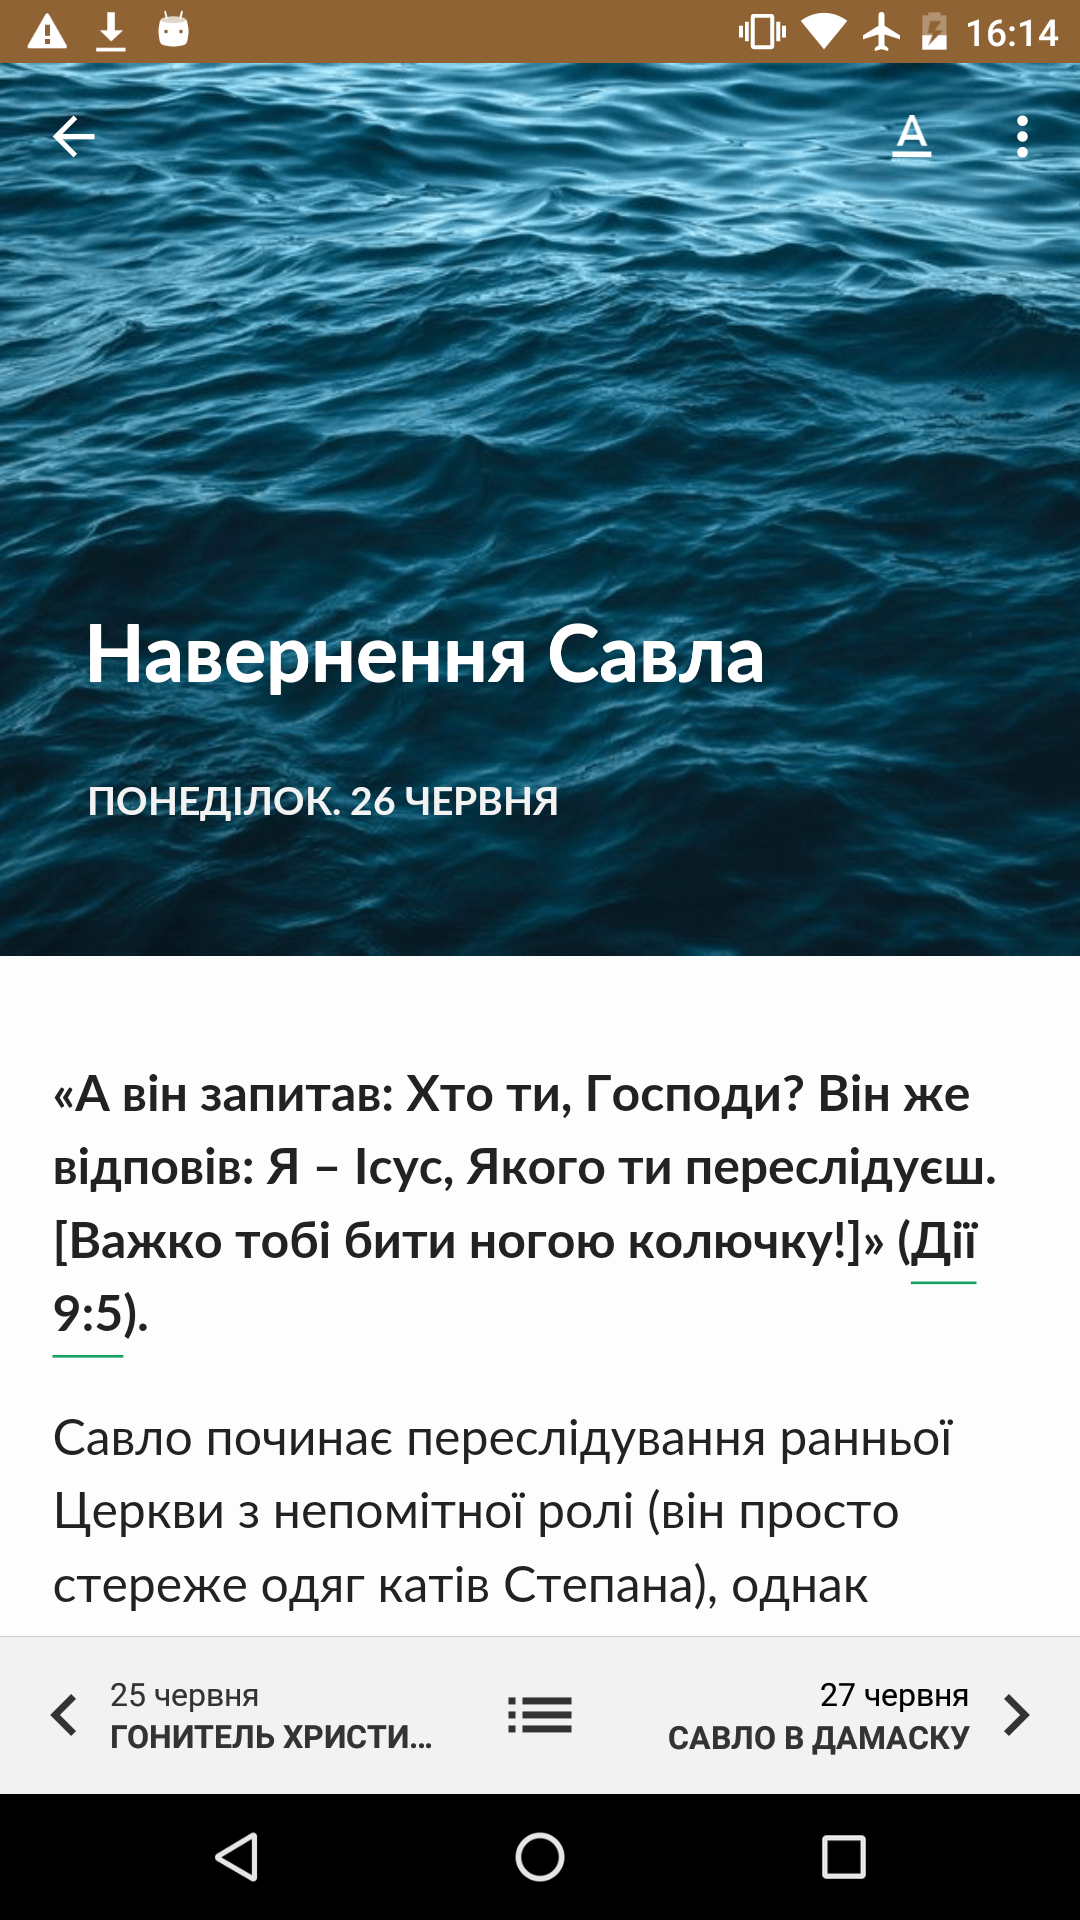 16:14
A
Навернення Савла
ПОНЕДІЛОК. 26 ЧЕРВНЯ
«А він запитав: Хто ти, Господи? Він же
відповів: Я – Ісус, Якого ти переслідуєш.
[Важко тобі бити ногою колючку!]» (Дії
9:5).
Савло починає переслідування ранньої
Церкви з непомітної ролі (він просто
стереже одяг катів Степана), однак
25 червня
ГОНИТЕЛЬ ХРИСТИ...
27 червня
САВЛО В ДАМАСКУ